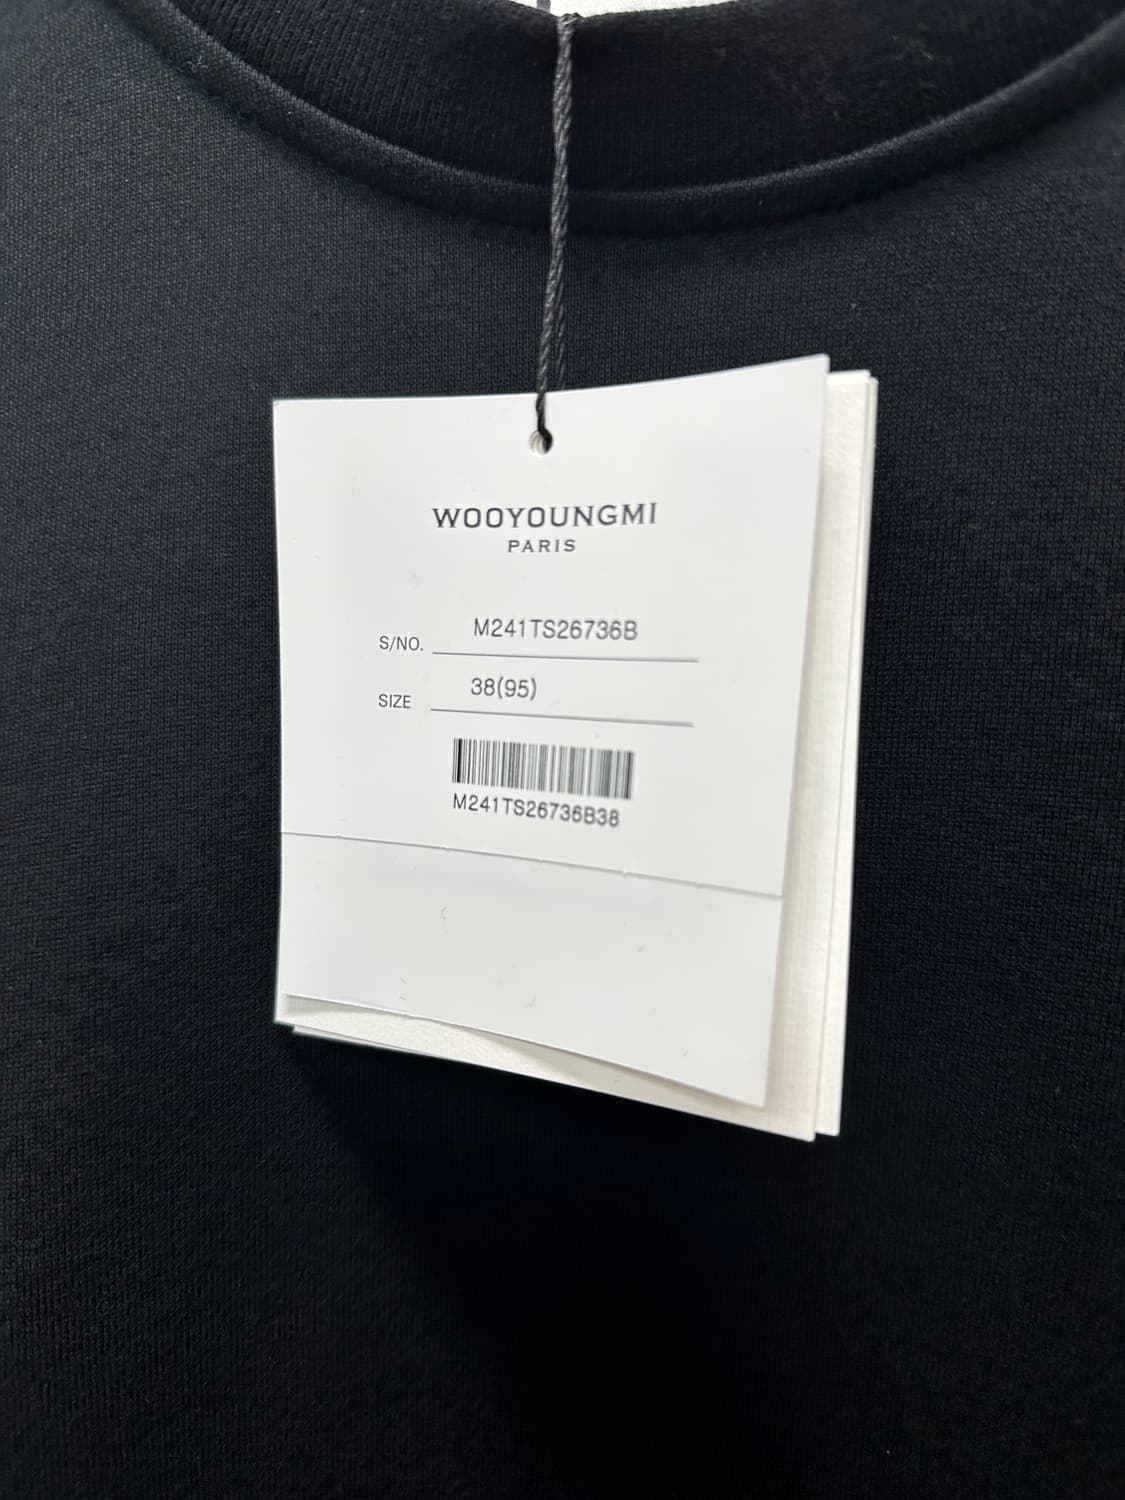 WOOYOUNGMI
PARIS
S/NO. M241TS26736B
SIZE 38(95)
M241TS26736B38